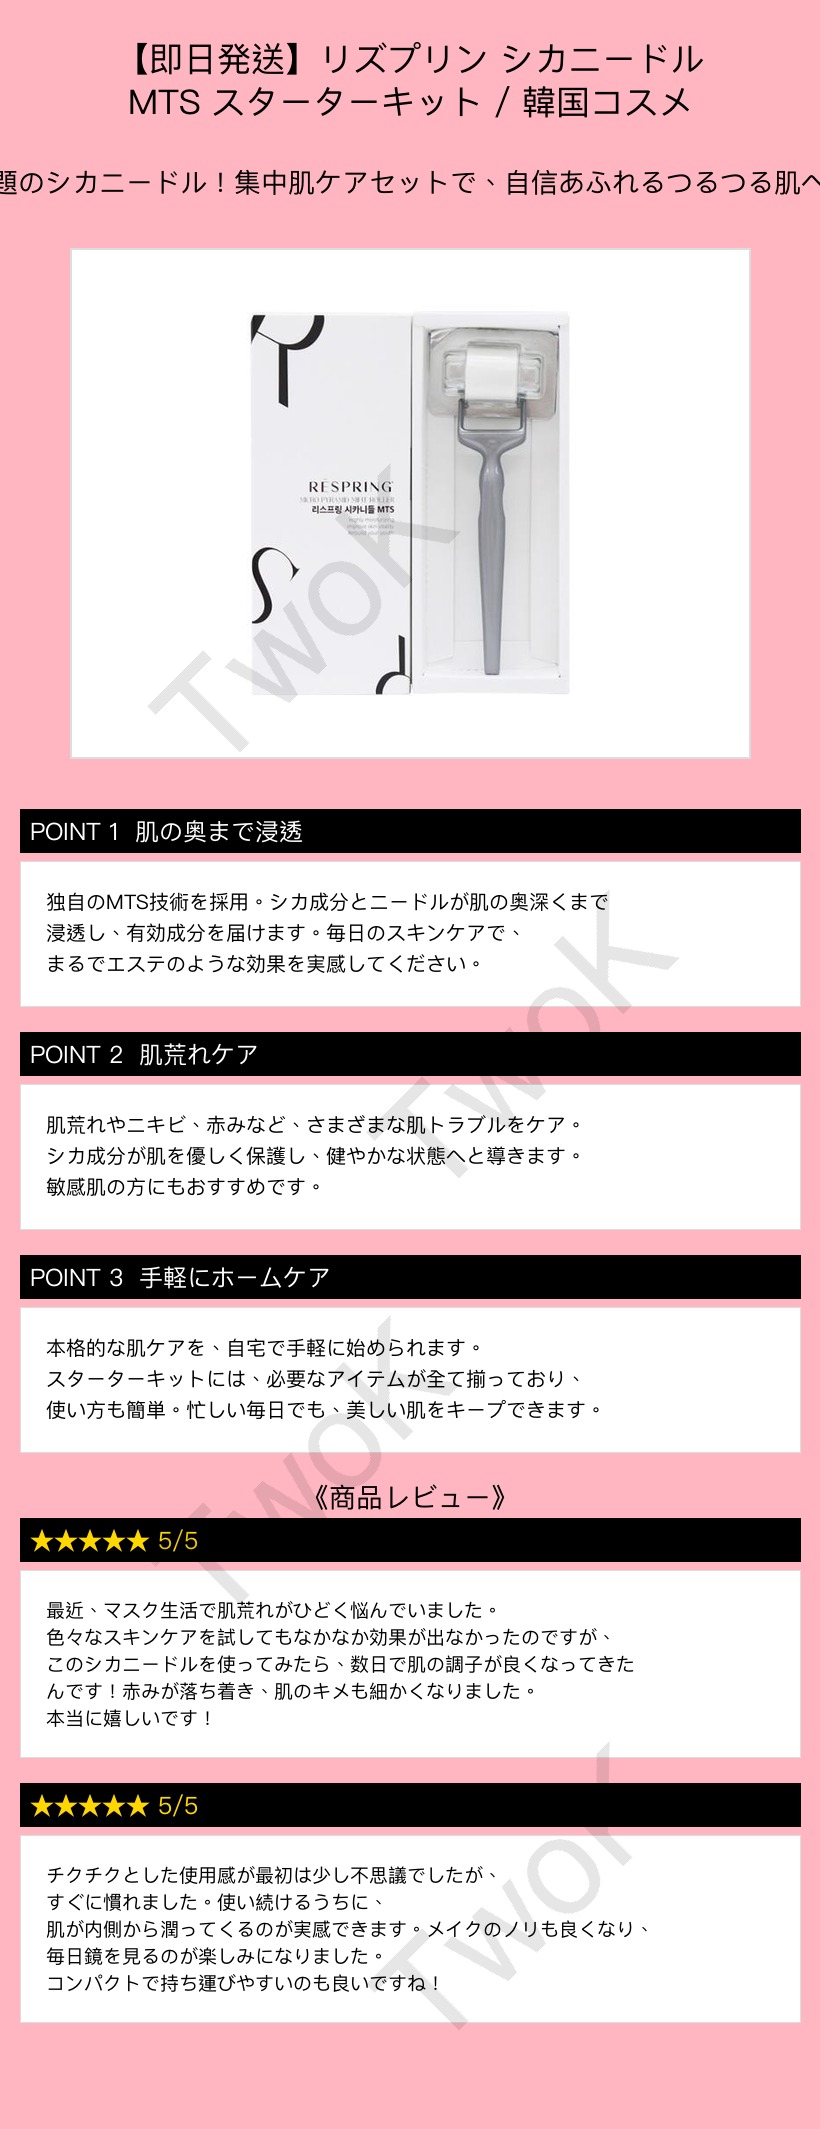 【即日発送】リズプリン シカニードル
MTS スターターキット / 韓国コスメ
題のシカニードル！集中肌ケアセットで、自信あふれるつるつる肌へ
RESPRING
MICRO PYRAMID MFIT ROLLER
리스프링 시카니들 MTS
Highly moisturizing
Improve skin vitality
Rebuild your youth
TwoK
POINT 1 肌の奥まで浸透
独自のMTS技術を採用。シカ成分とニードルが肌の奥深くまで
浸透し、有効成分を届けます。毎日のスキンケアで、
まるでエステのような効果を実感してください。
TwoK
POINT 2 肌荒れケア
肌荒れやニキビ、赤みなど、さまざまな肌トラブルをケア。
シカ成分が肌を優しく保護し、健やかな状態へと導きます。
敏感肌の方にもおすすめです。
POINT 3 手軽にホームケア
本格的な肌ケアを、自宅で手軽に始められます。
スターターキットには、必要なアイテムが全て揃っており、
使い方も簡単。忙しい毎日でも、美しい肌をキープできます。
TwoK
《商品レビュー》
★★★★★ 5/5
最近、マスク生活で肌荒れがひどく悩んでいました。
色々なスキンケアを試してもなかなか効果が出なかったのですが、
このシカニードルを使ってみたら、数日で肌の調子が良くなってきた
んです！赤みが落ち着き、肌のキメも細かくなりました。
本当に嬉しいです！
★★★★★ 5/5
チクチクとした使用感が最初は少し不思議でしたが、
すぐに慣れました。使い続けるうちに、
肌が内側から潤ってくるのが実感できます。メイクのノリも良くなり、
毎日鏡を見るのが楽しみになりました。
コンパクトで持ち運びやすいのも良いですね！
TwoK